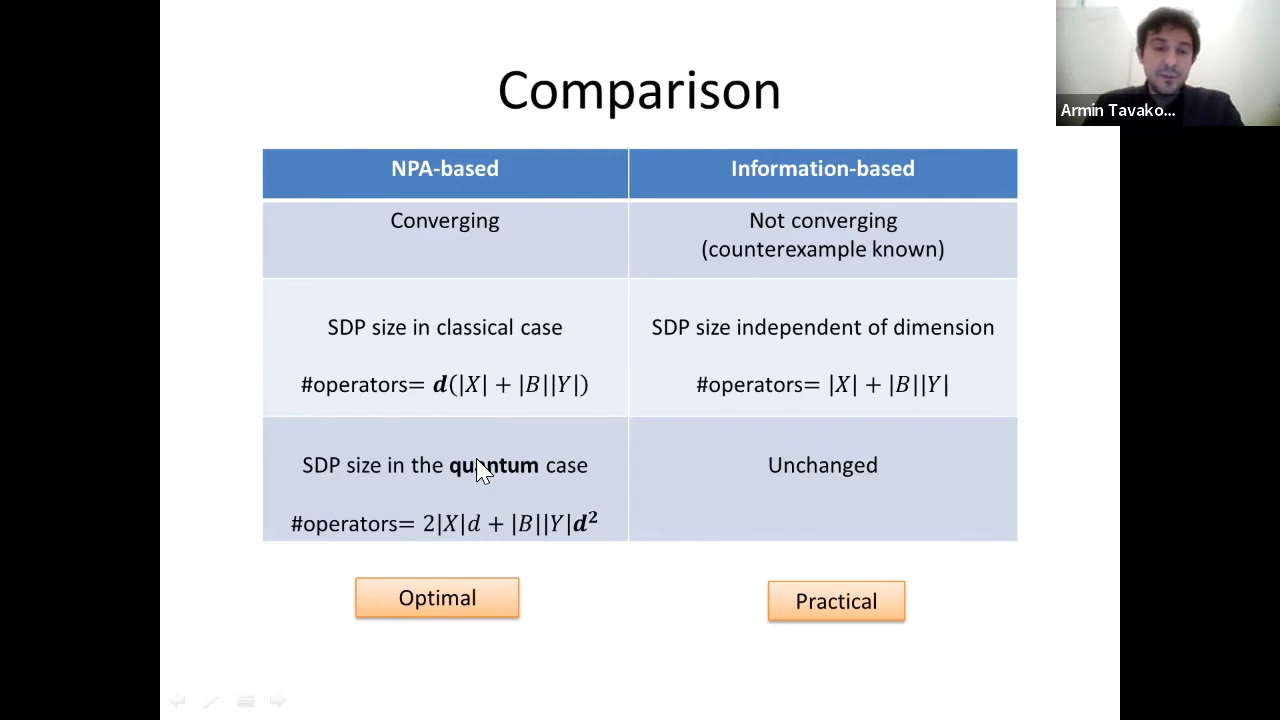 Comparison
Armin Tavako...
NPA-based
Information-based
Converging
Not converging
(counterexample known)
SDP size in classical case
#operators= d(|X| + |B||Y|)
SDP size independent of dimension
#operators= |X| + |B||Y|
SDP size in the quantum case
#operators= 2|X|d + |B||Y|d²
Unchanged
Optimal
Practical